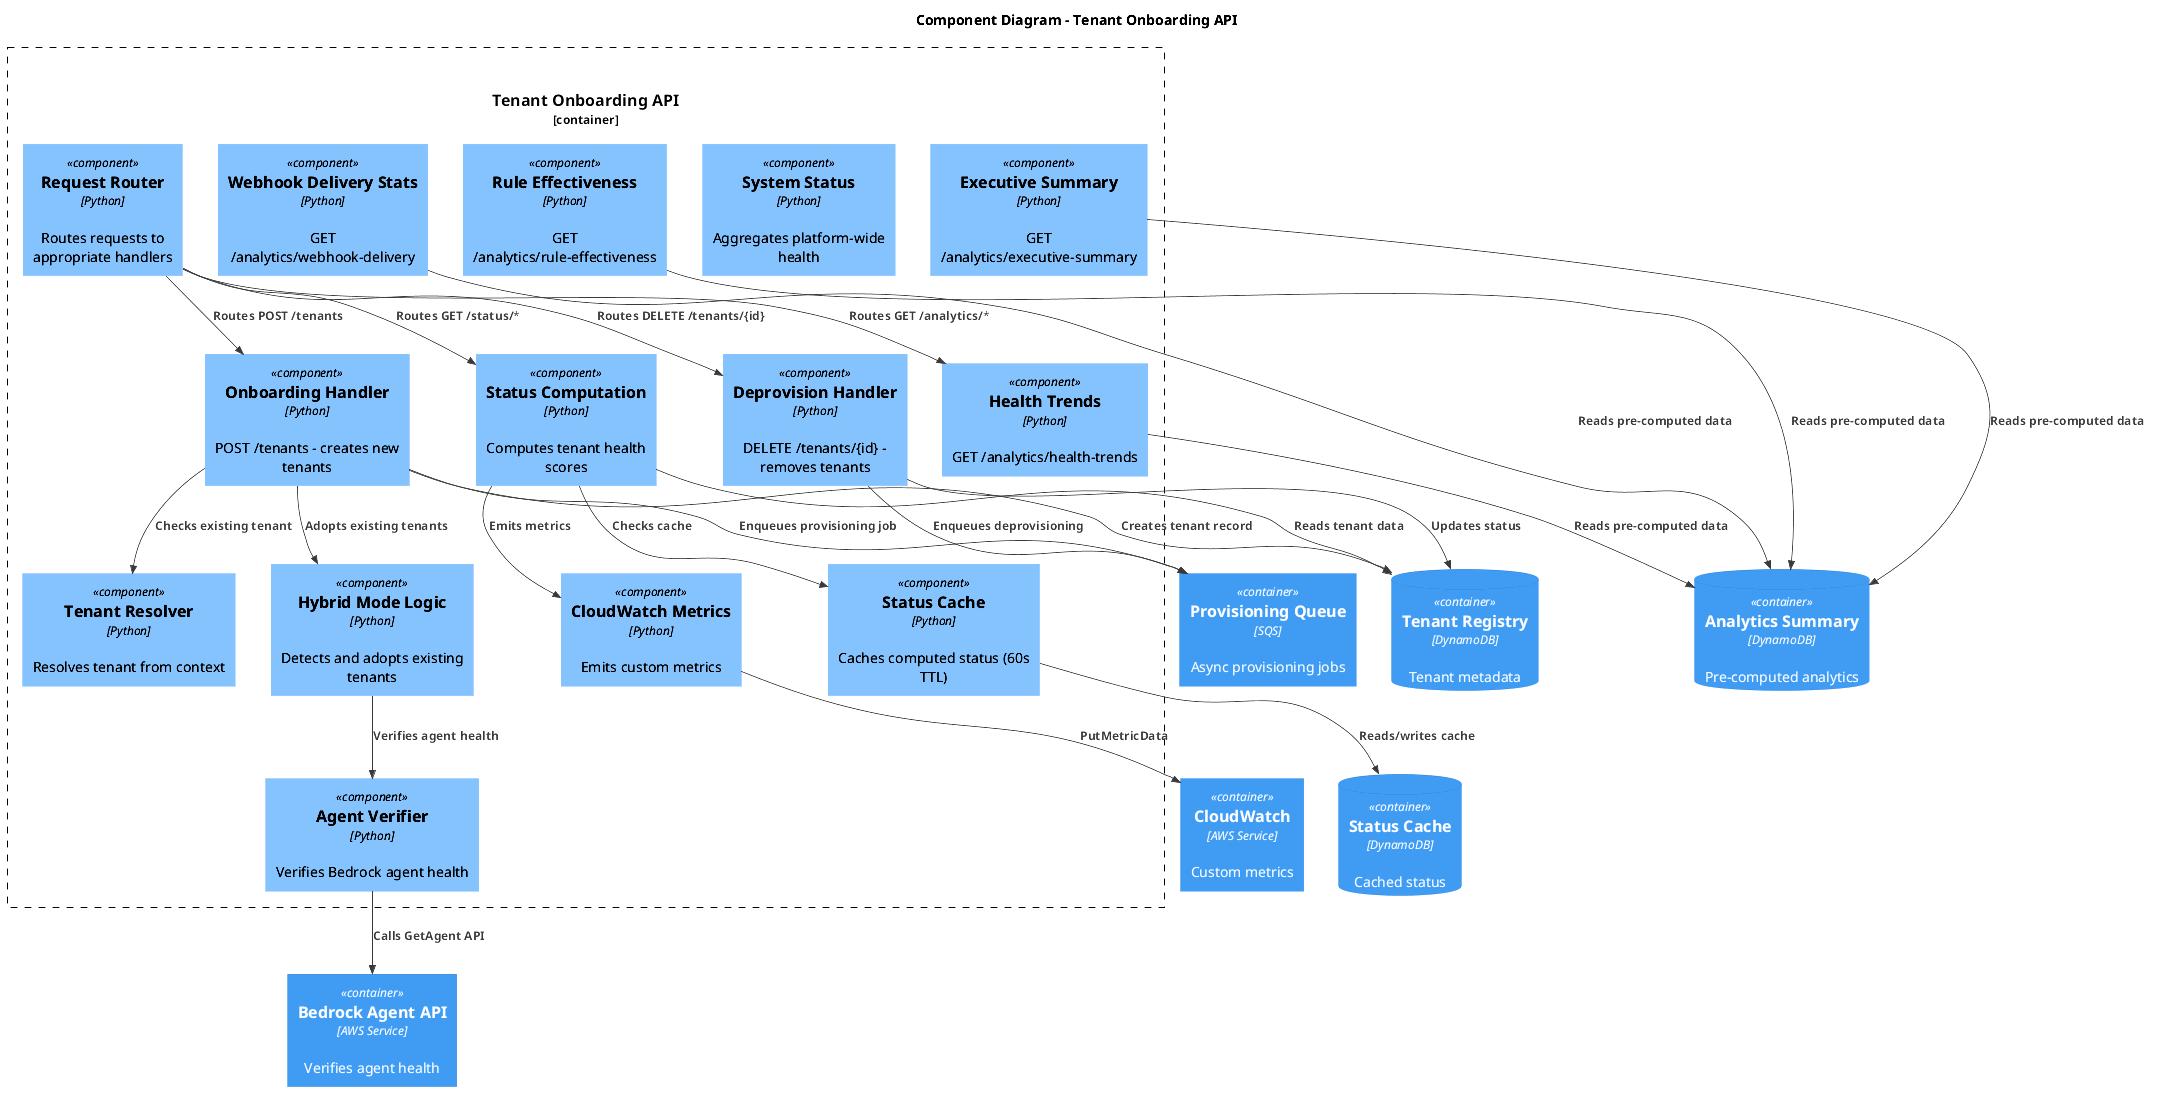 Component Diagram - Tenant Onboarding API
Tenant Onboarding API
[container]
«component»
Request Router
[Python]
Routes requests to
appropriate handlers
«component»
Webhook Delivery Stats
[Python]
GET
/analytics/webhook-delivery
«component»
Rule Effectiveness
[Python]
GET
/analytics/rule-effectiveness
«component»
System Status
[Python]
Aggregates platform-wide
health
«component»
Executive Summary
[Python]
GET
/analytics/executive-summary
Routes POST /tenants
Routes GET /status/*
Routes DELETE /tenants/{id}
Routes GET /analytics/*
«component»
Onboarding Handler
[Python]
POST /tenants - creates new
tenants
«component»
Status Computation
[Python]
Computes tenant health
scores
«component»
Deprovision Handler
[Python]
DELETE /tenants/{id} -
removes tenants
«component»
Health Trends
[Python]
GET /analytics/health-trends
Reads pre-computed data
Reads pre-computed data
Reads pre-computed data
Checks existing tenant
Adopts existing tenants
Emits metrics
Checks cache
Enqueues provisioning job
Enqueues deprovisioning
Creates tenant record
Reads tenant data
Updates status
Reads pre-computed data
«component»
Tenant Resolver
[Python]
Resolves tenant from context
«component»
Hybrid Mode Logic
[Python]
Detects and adopts existing
tenants
«component»
CloudWatch Metrics
[Python]
Emits custom metrics
«component»
Status Cache
[Python]
Caches computed status (60s
TTL)
«container»
Provisioning Queue
[SQS]
Async provisioning jobs
«container»
Tenant Registry
[DynamoDB]
Tenant metadata
«container»
Analytics Summary
[DynamoDB]
Pre-computed analytics
Verifies agent health
PutMetricData
Reads/writes cache
«component»
Agent Verifier
[Python]
Verifies Bedrock agent health
«container»
CloudWatch
[AWS Service]
Custom metrics
«container»
Status Cache
[DynamoDB]
Cached status
Calls GetAgent API
«container»
Bedrock Agent API
[AWS Service]
Verifies agent health